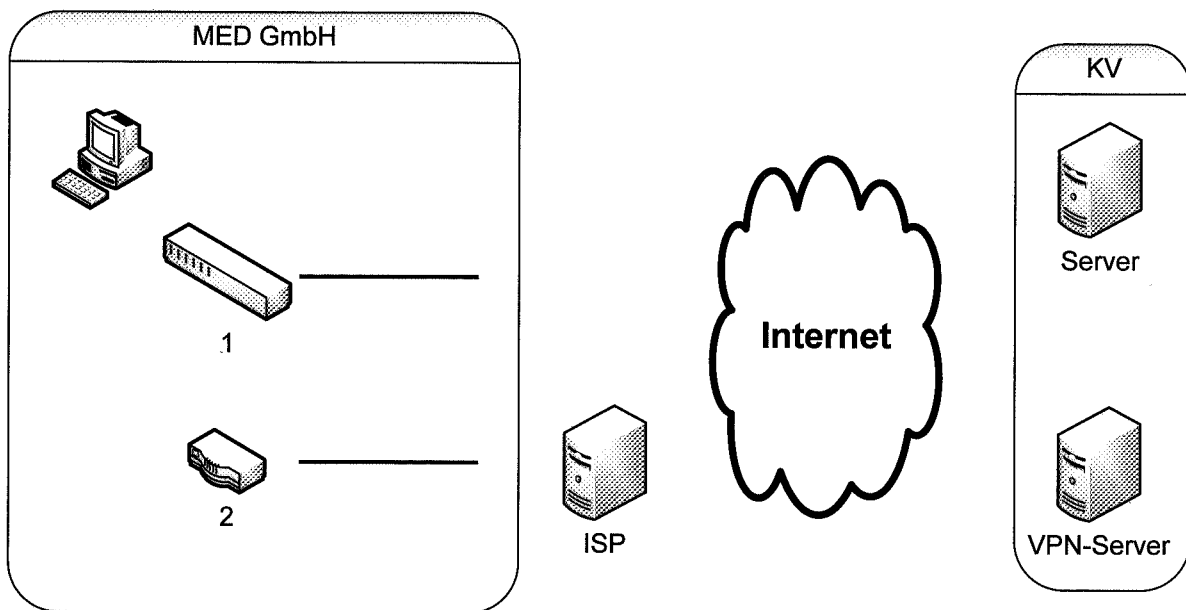 MED GmbH
KV
Server
1
Internet
2
ISP
VPN-Server